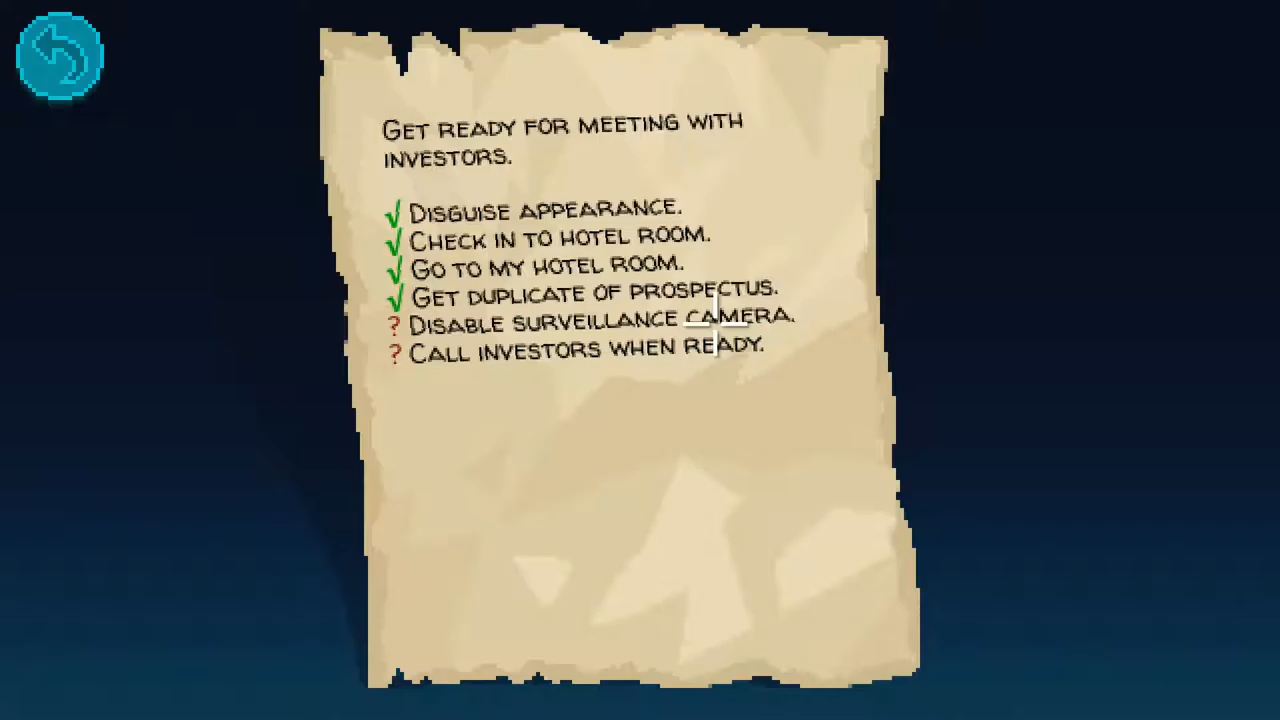 GET READY FOR MEETING WITH
INVESTORS.
√ DISGUISE APPEARANCE.
√ CHECK IN TO HOTEL ROOM.
√ GO TO MY HOTEL ROOM.
√ GET DUPLICATE OF PROSPECTUS.
? DISABLE SURVEILLANCE CAMERA.
? CALL INVESTORS WHEN READY.